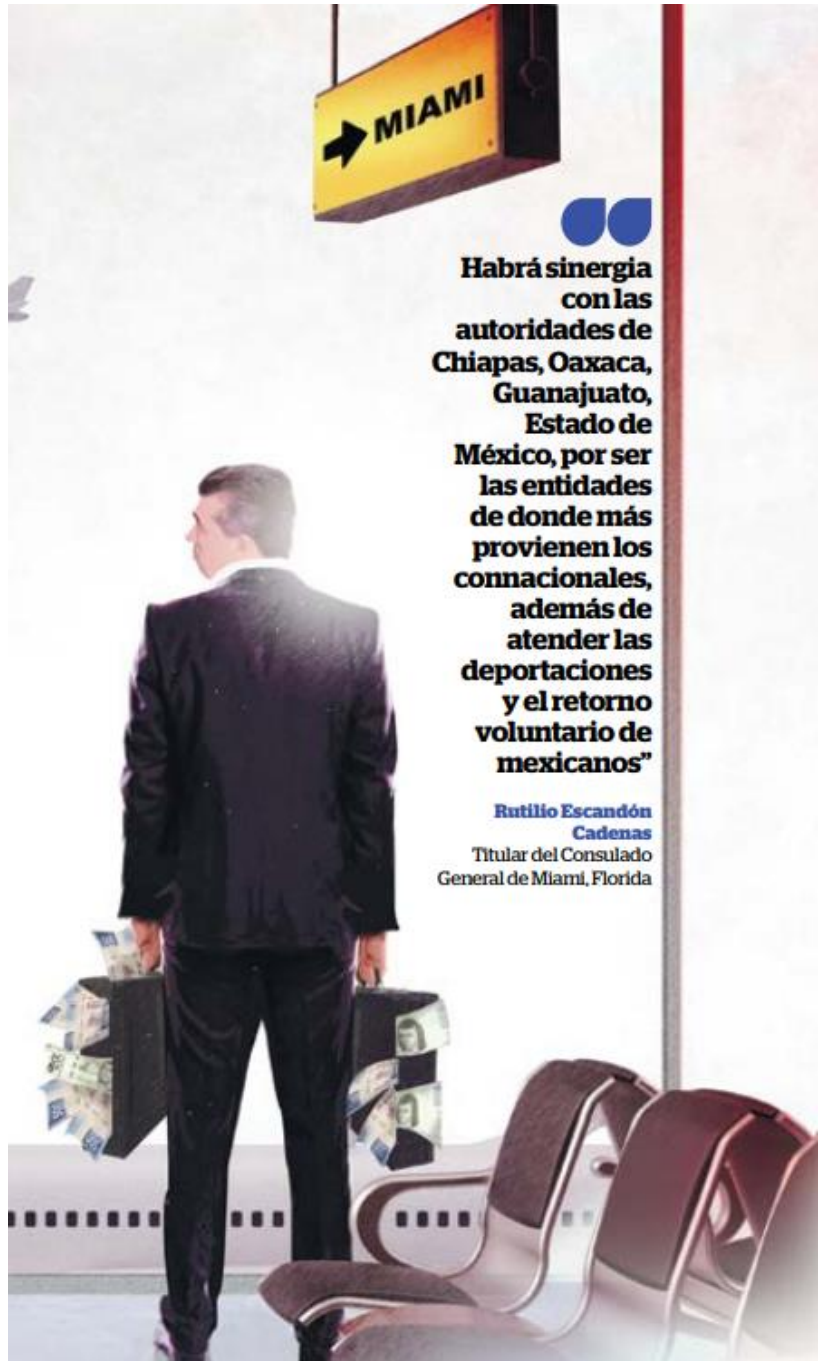 MIAMI
Habrá sinergia
con las
autoridades de
Chiapas, Oaxaca,
Guanajuato,
Estado de
México, por ser
las entidades
de donde más
provienen los
connacionales,
además de
atender las
deportaciones
y el retorno
voluntario de
mexicanos”
Rutilio Escandón
Cadenas
Titular del Consulado
General de Miami, Florida